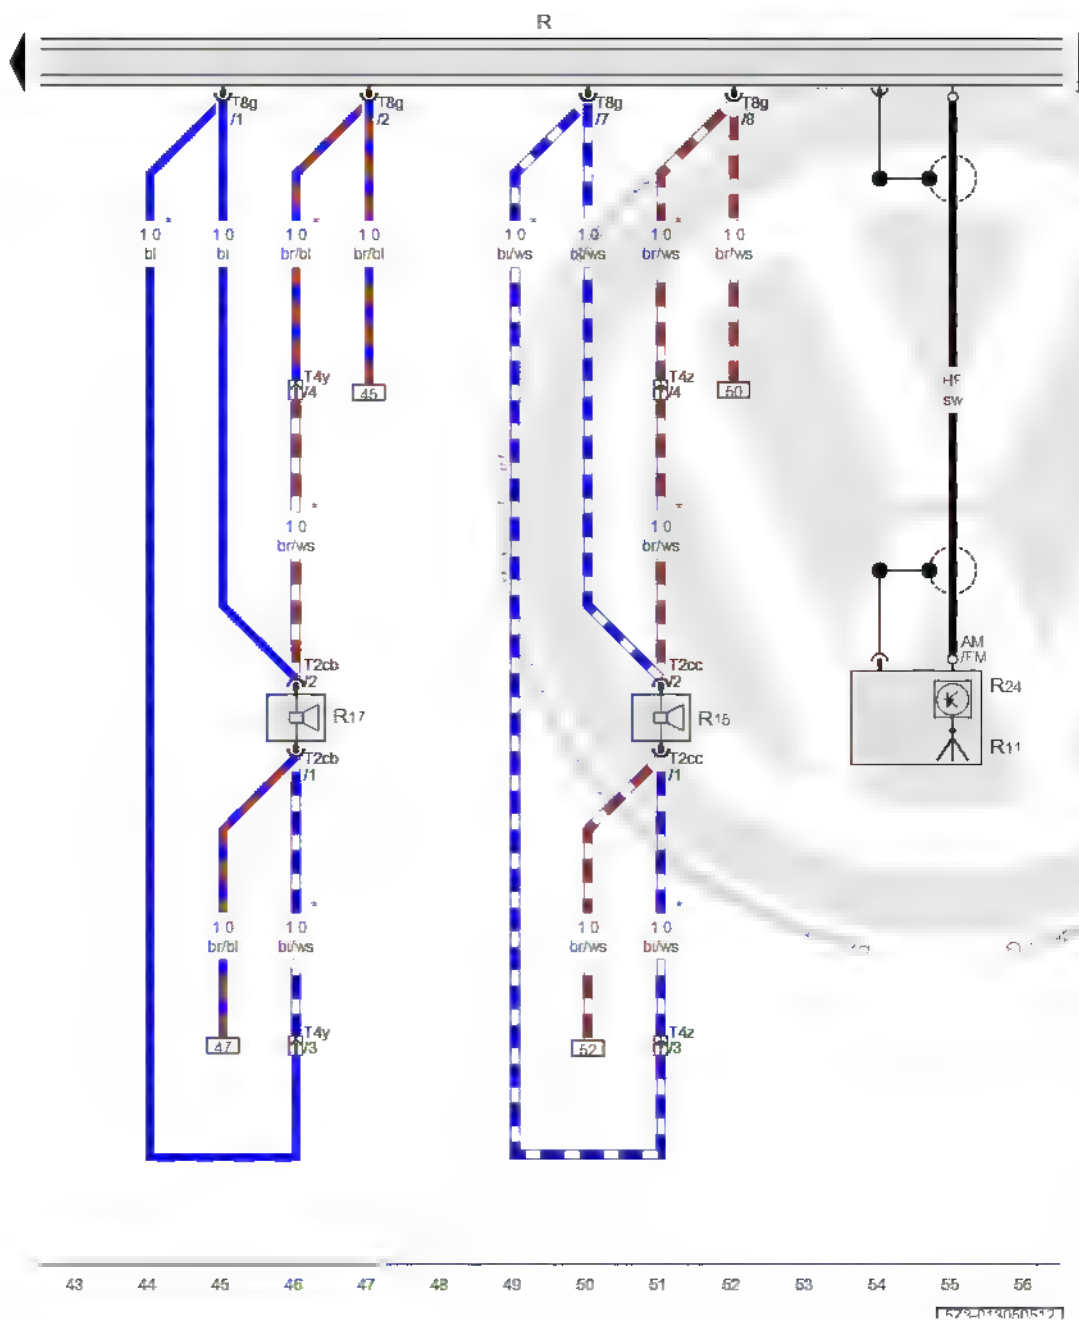 R
T8g
/1
T8g
/2
T8g
/7
T8g
/8
* * * *
1.0 1.0 1.0 1.0 1.0 1.0 1.0 1.0
bl bl br/bl br/bl bl/ws bl/ws br/ws br/ws
T4y
/4
45
T4z
/4
50
HF
sw
* *
1.0 1.0
br/ws br/ws
T2cb
/2
T2cc
/2
AM
/FM
R17
R15
R24
R11
T2cb
/1
T2cc
/1
* *
1.0 1.0 1.0 1.0
br/bl bl/ws br/ws bl/ws
T4y
/3
47
T4z
/3
52
43 44 45 46 47 48 49 50 51 52 53 54 55 56